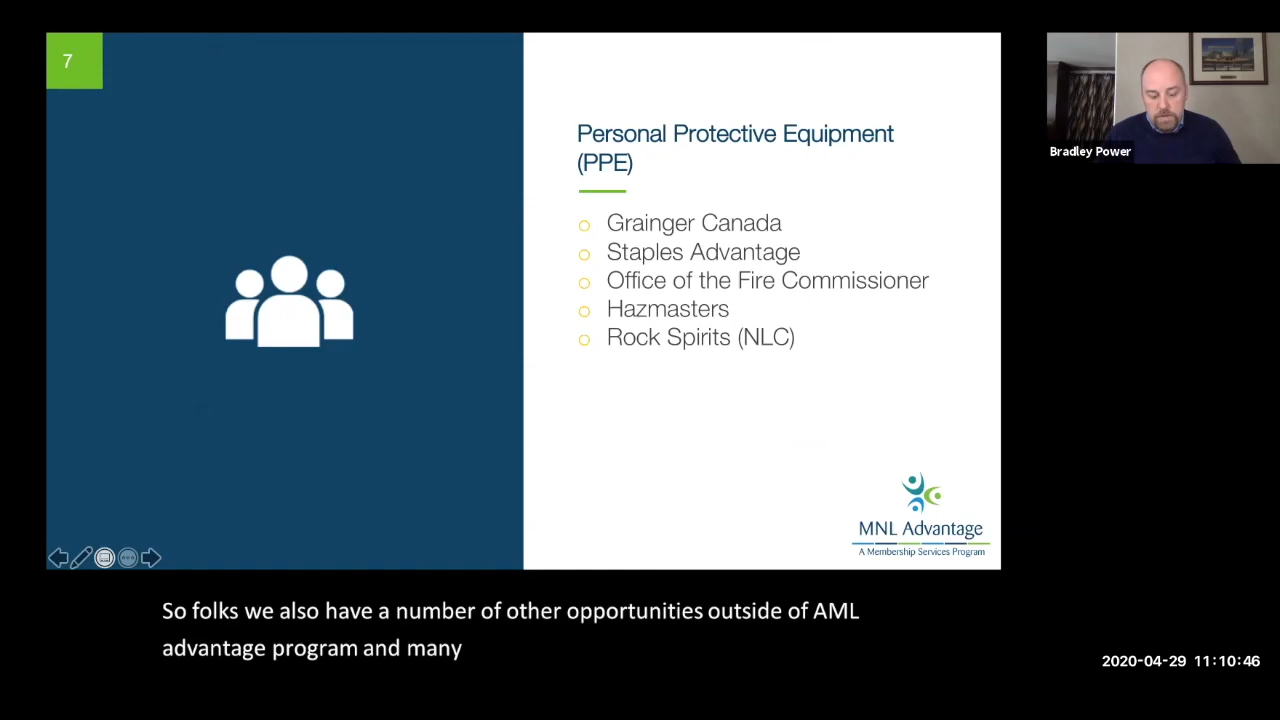 7
Personal Protective Equipment
(PPE)
Grainger Canada
Staples Advantage
Office of the Fire Commissioner
Hazmasters
Rock Spirits (NLC)
MNL Advantage
A Membership Services Program
Bradley Power
So folks we also have a number of other opportunities outside of AML
advantage program and many
2020-04-29 11:10:46